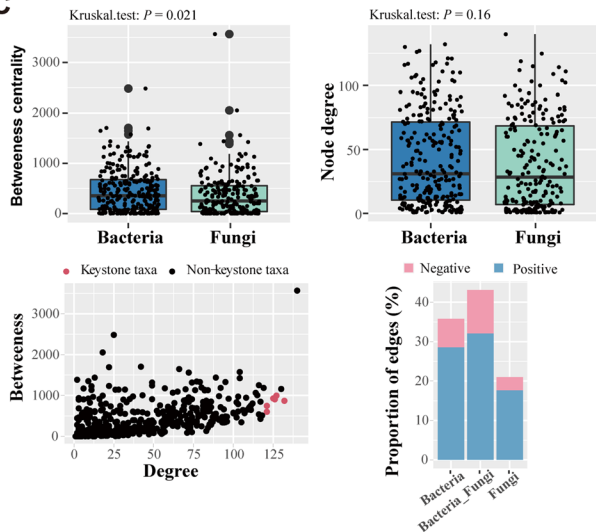 Kruskal.test: P = 0.021
Betweeness centrality
3000
2000
1000
0
Bacteria Fungi
Kruskal.test: P = 0.16
Node degree
100
50
0
Bacteria Fungi
Keystone taxa Non-keystone taxa
Betweeness
3000
2000
1000
0
0 25 50 75 100 125
Degree
Negative Positive
Proportion of edges (%)
40
30
20
10
0
Bacteria
Bacteria_Fungi
Fungi